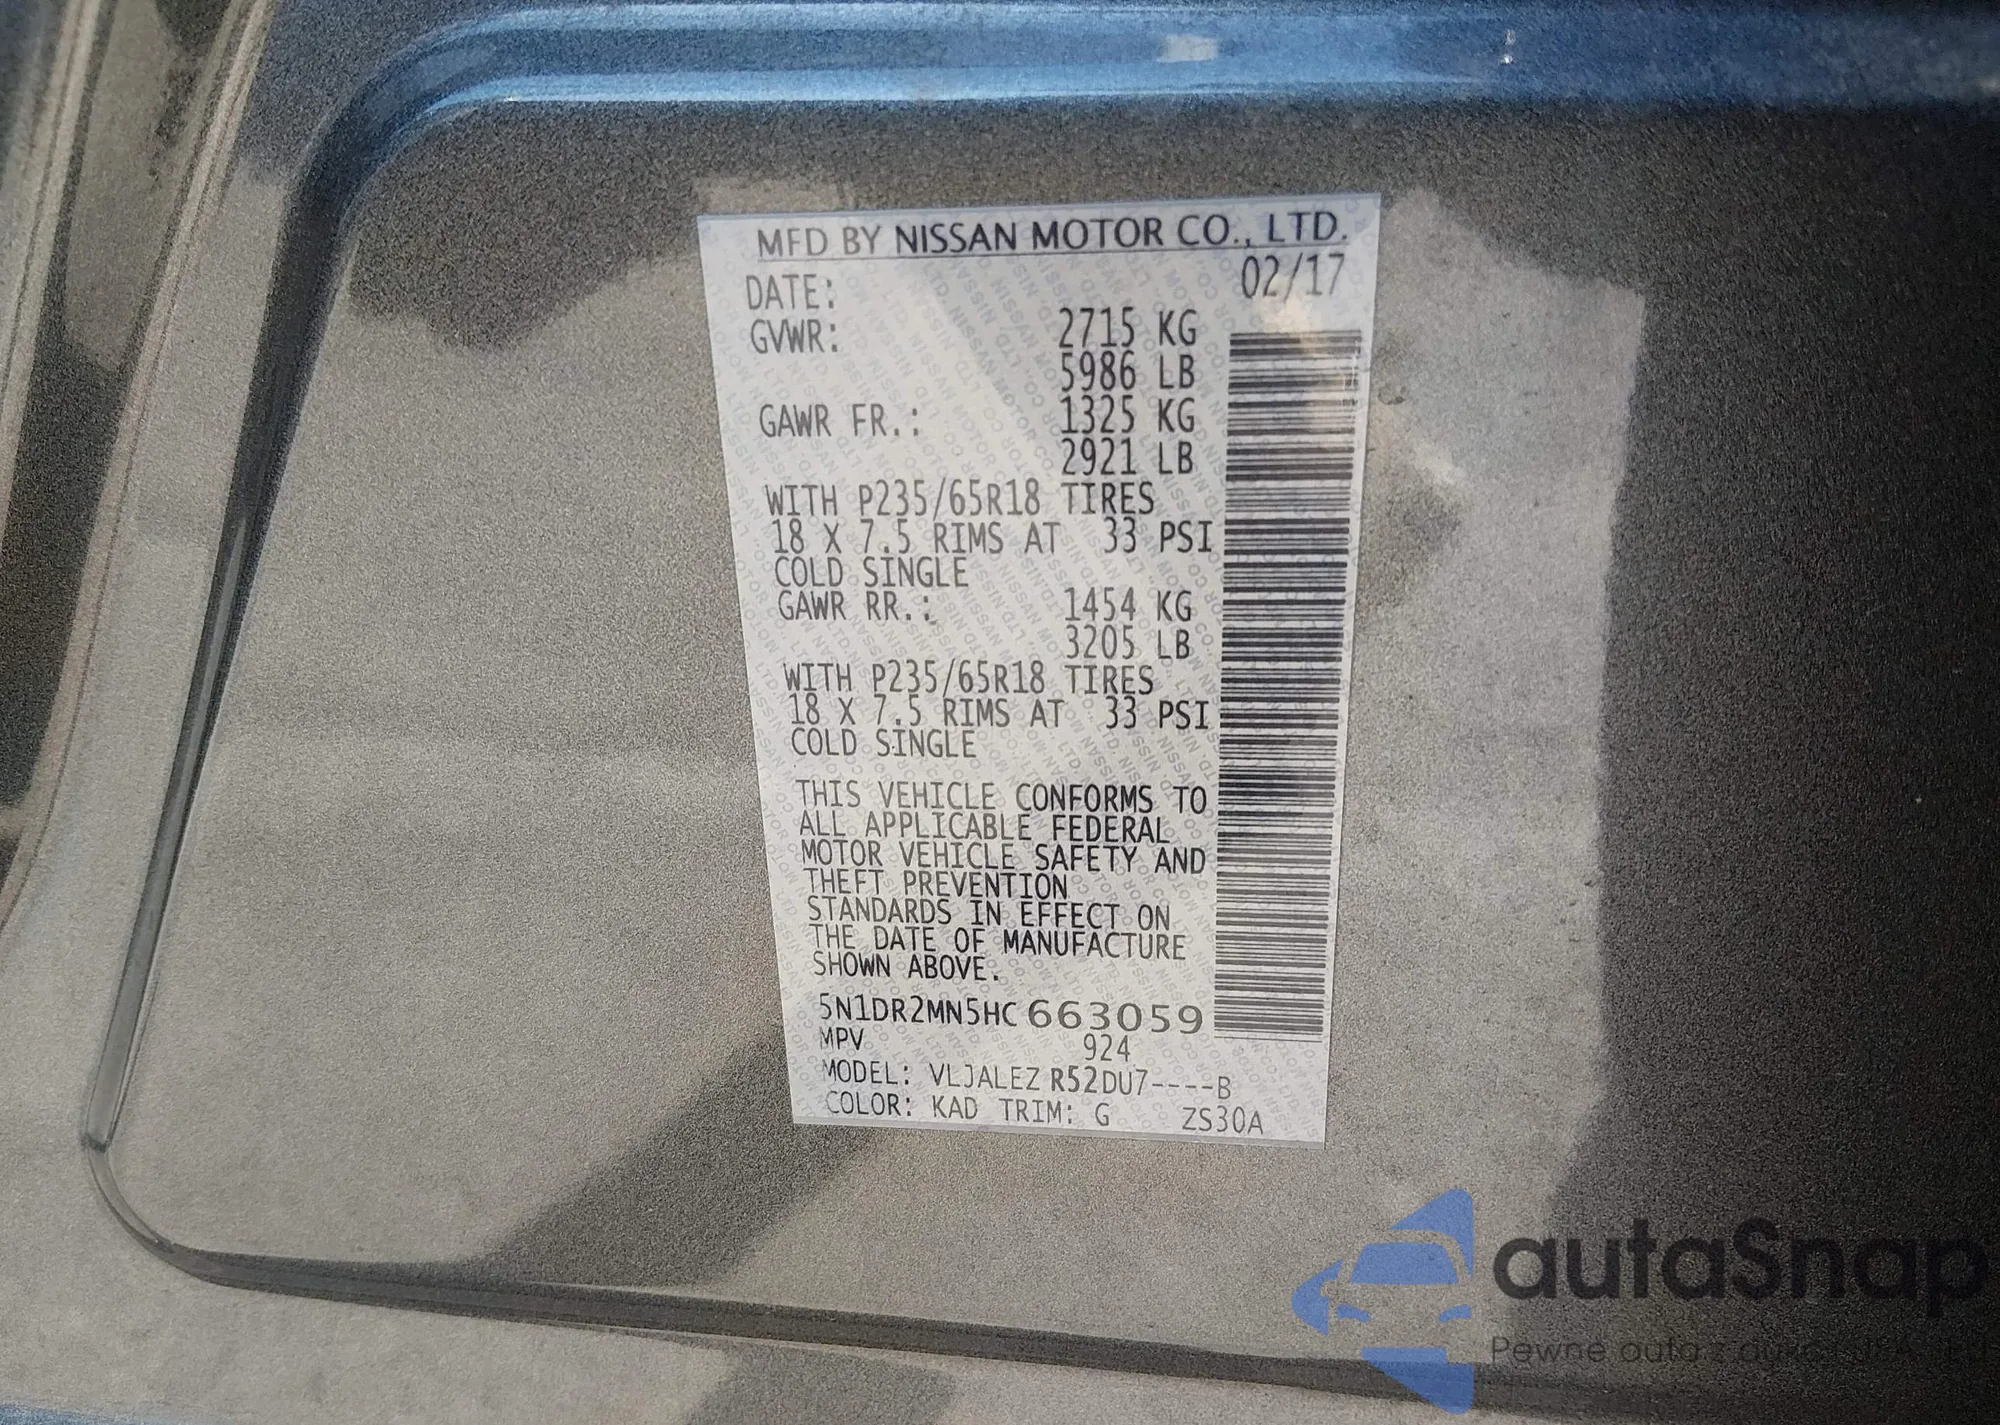 MFD BY NISSAN MOTOR CO., LTD.
DATE: 02/17
GVWR: 2715 KG
5986 LB
GAWR FR.: 1325 KG
2921 LB
WITH P235/65R18 TIRES
18 X 7.5 RIMS AT 33 PSI
COLD SINGLE
GAWR RR.: 1454 KG
3205 LB
WITH P235/65R18 TIRES
18 X 7.5 RIMS AT 33 PSI
COLD SINGLE
THIS VEHICLE CONFORMS TO
ALL APPLICABLE FEDERAL
MOTOR VEHICLE SAFETY AND
THEFT PREVENTION
STANDARDS IN EFFECT ON
THE DATE OF MANUFACTURE
SHOWN ABOVE.
5N1DR2MN5HC663059
MPV 924
MODEL: VLJALEZ R52DU7----B
COLOR: KAD TRIM: G ZS30A
autaSnap
Pewne auta z